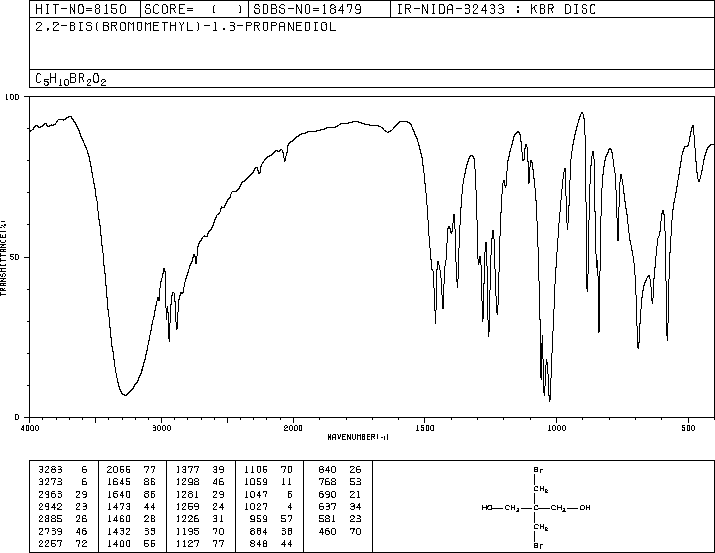 HIT-NO=8150 SCORE= ( ) SDBS-NO=18479 IR-NIDA-32433 : KBR DISC
2,2-BIS(BROMOMETHYL)-1,3-PROPANEDIOL
C5H10BR2O2
100
50
0
TRANSMITTANCE(%)
4000 3000 2000 1500 1000 500
WAVENUMBER(-1)
3283 6 2066 77 1377 39 1106 70 840 26
3273 6 1645 86 1298 46 1059 11 768 53
2963 29 1640 86 1281 29 1047 6 690 21
2942 23 1473 44 1259 24 1027 4 637 34
2885 26 1460 28 1226 31 959 57 581 23
2739 46 1432 39 1195 70 884 38 460 70
2257 72 1400 56 1127 77 848 44
Br
CH2
HO—CH2—C—CH2—OH
CH2
Br